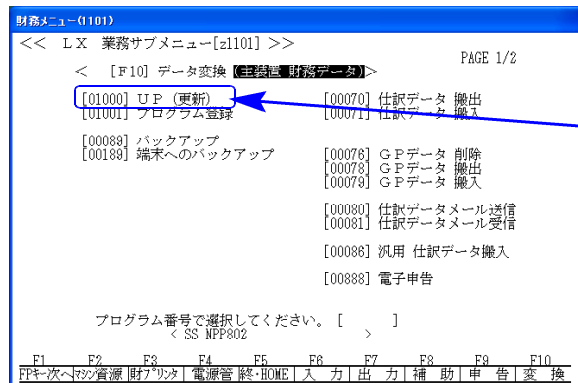 財務メニュー(1101)
<< LX 業務サブメニュー[z1101] >>
PAGE 1/2
< [F10] データ変換 (主装置 財務データ)>
[01000] UP (更新) [00070] 仕訳データ 搬出
[01001] プログラム登録 [00071] 仕訳データ 搬入
[00089] バックアップ
[00189] 端末へのバックアップ [00076] GPデータ 削除
[00078] GPデータ 搬出
[00079] GPデータ 搬入
[00080] 仕訳データメール送信
[00081] 仕訳データメール受信
[00086] 汎用 仕訳データ搬入
[00888] 電子申告
プログラム番号で選択してください。 [ ]
< SS NPP802 >
F1 F2 F3 F4 F5 F6 F7 F8 F9 F10
FPキー次へ マシン資源 財プリンタ 電源管 終・HOME 入 力 出 力 補 助 申 告 変 換